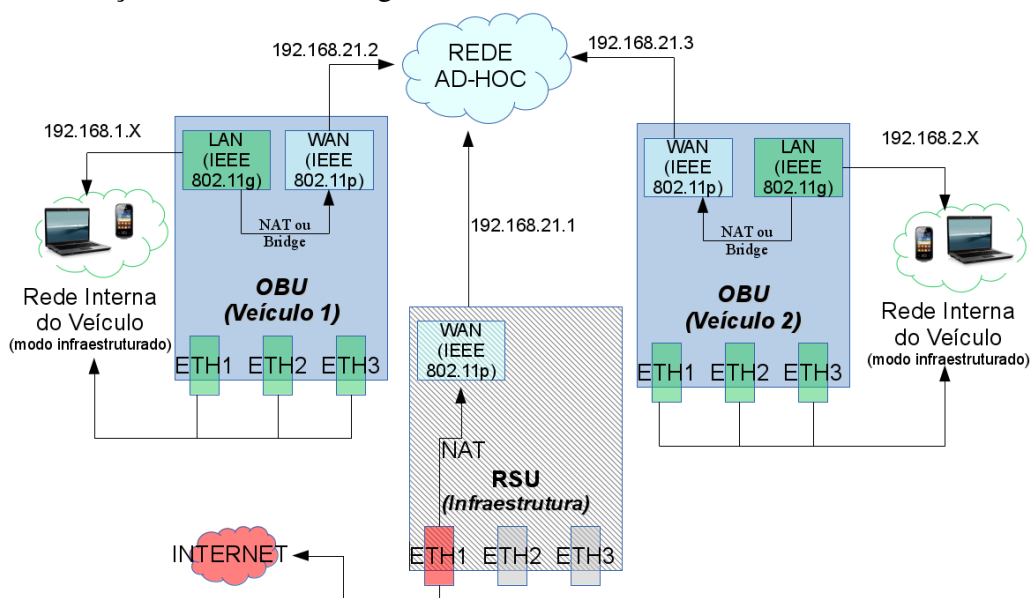 192.168.21.2
REDE
AD-HOC
192.168.21.3
192.168.1.X
LAN
(IEEE
802.11g)
WAN
(IEEE
802.11p)
NAT ou
Bridge
OBU
(Veículo 1)
Rede Interna
do Veículo
(modo infraestruturado)
ETH1
ETH2
ETH3
192.168.21.1
WAN
(IEEE
802.11p)
LAN
(IEEE
802.11g)
192.168.2.X
NAT ou
Bridge
OBU
(Veículo 2)
Rede Interna
do Veículo
(modo infraestruturado)
ETH1
ETH2
ETH3
WAN
(IEEE
802.11p)
NAT
RSU
(Infraestrutura)
ETH1
ETH2
ETH3
INTERNET